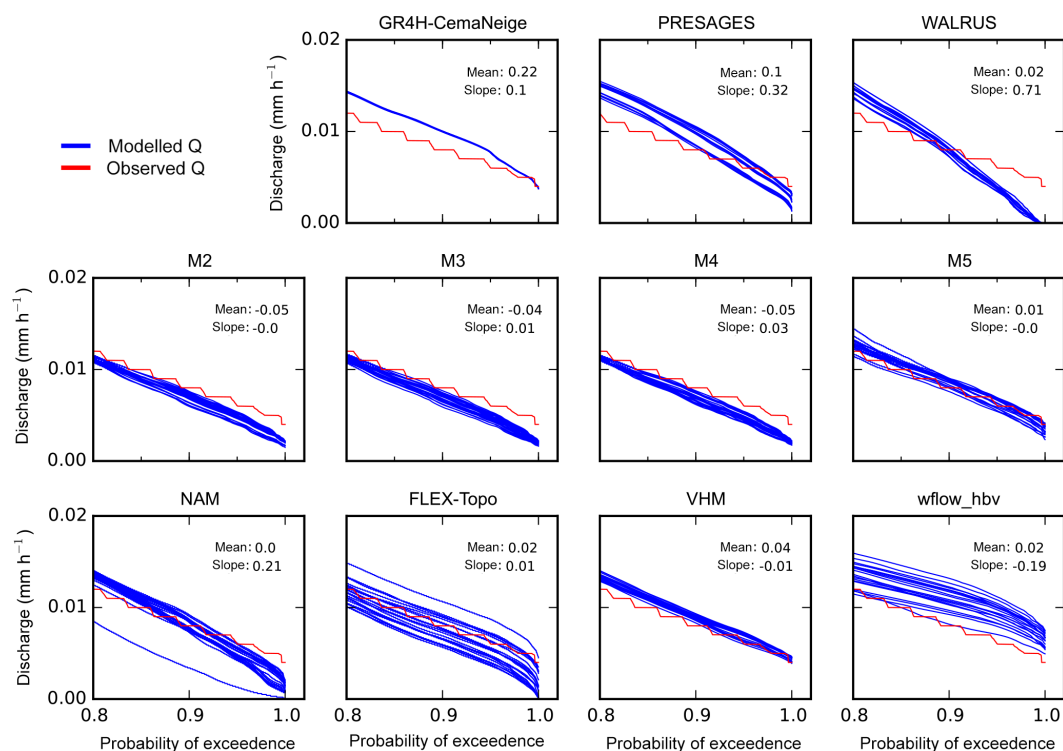 GR4H-CemaNeige PRESAGES WALRUS
0.02
Mean: 0.22 Mean: 0.1 Mean: 0.02
Slope: 0.1 Slope: 0.32 Slope: 0.71
Modelled Q
Observed Q
Discharge (mm h⁻¹)
0.01
0.00
M2 M3 M4 M5
0.02
Mean: -0.05 Mean: -0.04 Mean: -0.05 Mean: 0.01
Slope: -0.0 Slope: 0.01 Slope: 0.03 Slope: -0.0
Discharge (mm h⁻¹)
0.01
0.00
NAM FLEX-Topo VHM wflow_hbv
0.02
Mean: 0.0 Mean: 0.02 Mean: 0.04 Mean: 0.02
Slope: 0.21 Slope: 0.01 Slope: -0.01 Slope: -0.19
Discharge (mm h⁻¹)
0.01
0.00
0.8 0.9 1.0 0.8 0.9 1.0 0.8 0.9 1.0 0.8 0.9 1.0
Probability of exceedence Probability of exceedence Probability of exceedence Probability of exceedence